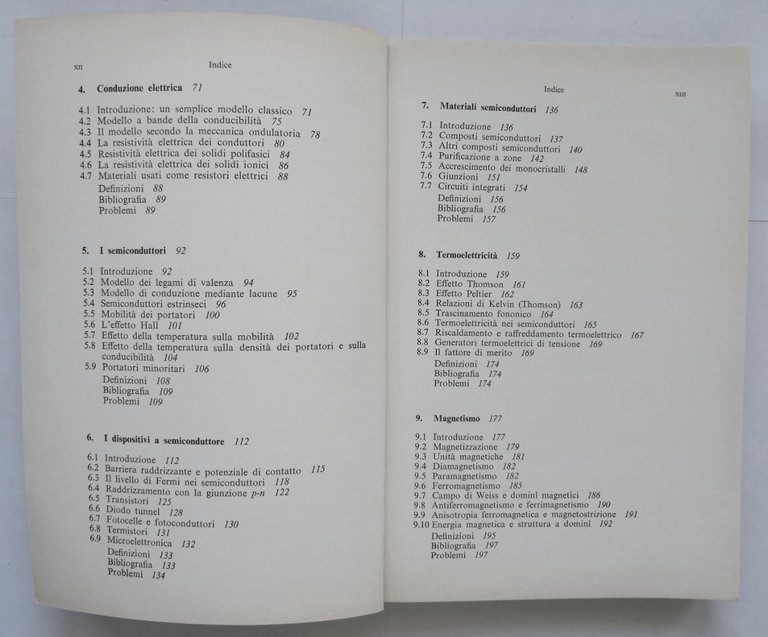 XII Indice
4. Conduzione elettrica 71
4.1 Introduzione: un semplice modello classico 71
4.2 Modello a bande della conducibilità 75
4.3 Il modello secondo la meccanica ondulatoria 78
4.4 La resistività elettrica dei conduttori 80
4.5 Resistività elettrica dei solidi polifasici 84
4.6 La resistività elettrica dei solidi ionici 86
4.7 Materiali usati come resistori elettrici 88
Definizioni 88
Bibliografia 89
Problemi 89
5. I semiconduttori 92
5.1 Introduzione 92
5.2 Modello dei legami di valenza 94
5.3 Modello di conduzione mediante lacune 95
5.4 Semiconduttori estrinseci 96
5.5 Mobilità dei portatori 100
5.6 L'effetto Hall 101
5.7 Effetto della temperatura sulla mobilità 102
5.8 Effetto della temperatura sulla densità dei portatori e sulla
conducibilità 104
5.9 Portatori minoritari 106
Definizioni 108
Bibliografia 109
Problemi 109
6. I dispositivi a semiconduttore 112
6.1 Introduzione 112
6.2 Barriera raddrizzante e potenziale di contatto 115
6.3 Il livello di Fermi nei semiconduttori 118
6.4 Raddrizzamento con la giunzione p-n 122
6.5 Transistori 125
6.6 Diodo tunnel 128
6.7 Fotocelle e fotoconduttori 130
6.8 Termistori 131
6.9 Microelettronica 132
Definizioni 133
Bibliografia 133
Problemi 134
Indice XIII
7. Materiali semiconduttori 136
7.1 Introduzione 136
7.2 Composti semiconduttori 137
7.3 Altri composti semiconduttori 140
7.4 Purificazione a zone 142
7.5 Accrescimento dei monocristalli 148
7.6 Giunzioni 151
7.7 Circuiti integrati 154
Definizioni 156
Bibliografia 156
Problemi 157
8. Termoelettricità 159
8.1 Introduzione 159
8.2 Effetto Thomson 161
8.3 Effetto Peltier 162
8.4 Relazioni di Kelvin (Thomson) 163
8.5 Trascinamento fononico 164
8.6 Termoelettricità nei semiconduttori 165
8.7 Riscaldamento e raffreddamento termoelettrico 167
8.8 Generatori termoelettrici di tensione 169
8.9 Il fattore di merito 169
Definizioni 174
Bibliografia 174
Problemi 174
9. Magnetismo 177
9.1 Introduzione 177
9.2 Magnetizzazione 179
9.3 Unità magnetiche 181
9.4 Diamagnetismo 182
9.5 Paramagnetismo 182
9.6 Ferromagnetismo 185
9.7 Campo di Weiss e dominî magnetici 186
9.8 Antiferromagnetismo e ferrimagnetismo 190
9.9 Anisotropia ferromagnetica e magnetostrizione 191
9.10 Energia magnetica e struttura a dominî 192
Definizioni 195
Bibliografia 197
Problemi 197